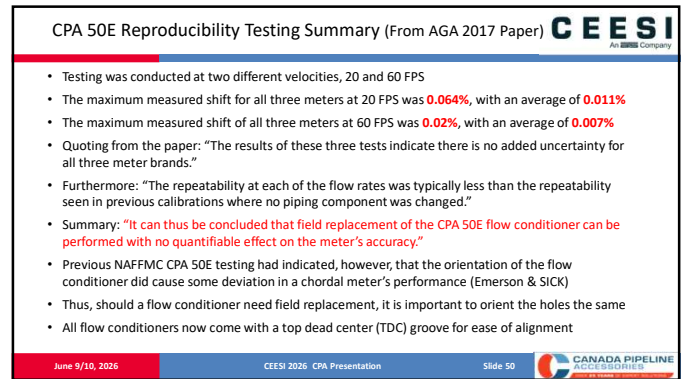 CPA 50E Reproducibility Testing Summary (From AGA 2017 Paper)
CEESI
An Company
• Testing was conducted at two different velocities, 20 and 60 FPS
• The maximum measured shift for all three meters at 20 FPS was 0.064%, with an average of 0.011%
• The maximum measured shift of all three meters at 60 FPS was 0.02%, with an average of 0.007%
• Quoting from the paper: “The results of these three tests indicate there is no added uncertainty for
all three meter brands.”
• Furthermore: “The repeatability at each of the flow rates was typically less than the repeatability
seen in previous calibrations where no piping component was changed.”
• Summary: “It can thus be concluded that field replacement of the CPA 50E flow conditioner can be
performed with no quantifiable effect on the meter’s accuracy.”
• Previous NAFFMC CPA 50E testing had indicated, however, that the orientation of the flow
conditioner did cause some deviation in a chordal meter’s performance (Emerson & SICK)
• Thus, should a flow conditioner need field replacement, it is important to orient the holes the same
• All flow conditioners now come with a top dead center (TDC) groove for ease of alignment
June 9/10, 2026
CEESI 2026 CPA Presentation
Slide 50
CANADA PIPELINE
ACCESSORIES